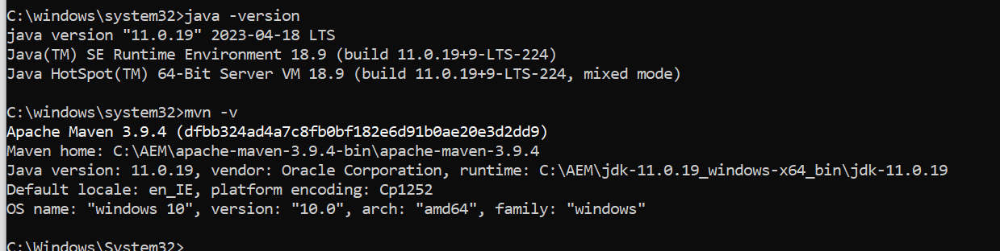 C:\windows\system32>java -version
java version "11.0.19" 2023-04-18 LTS
Java(TM) SE Runtime Environment 18.9 (build 11.0.19+9-LTS-224)
Java HotSpot(TM) 64-Bit Server VM 18.9 (build 11.0.19+9-LTS-224, mixed mode)
C:\windows\system32>mvn -v
Apache Maven 3.9.4 (dfbb324ad4a7c8fb0bf182e6d91b0ae20e3d2dd9)
Maven home: C:\AEM\apache-maven-3.9.4-bin\apache-maven-3.9.4
Java version: 11.0.19, vendor: Oracle Corporation, runtime: C:\AEM\jdk-11.0.19_windows-x64_bin\jdk-11.0.19
Default locale: en_IE, platform encoding: Cp1252
OS name: "windows 10", version: "10.0", arch: "amd64", family: "windows"
C:\Windows\System32>